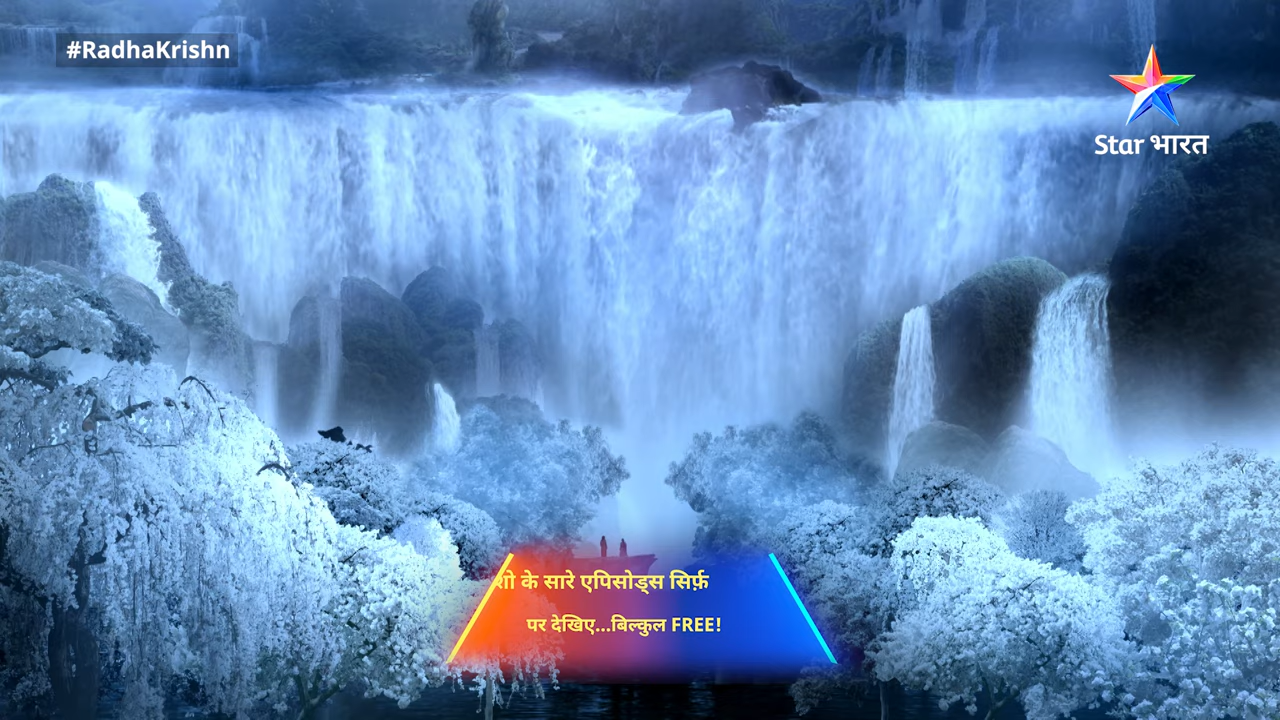 #RadhaKrishn
Star भारत
शो के सारे एपिसोड्स सिर्फ़
पर देखिए...बिल्कुल FREE!